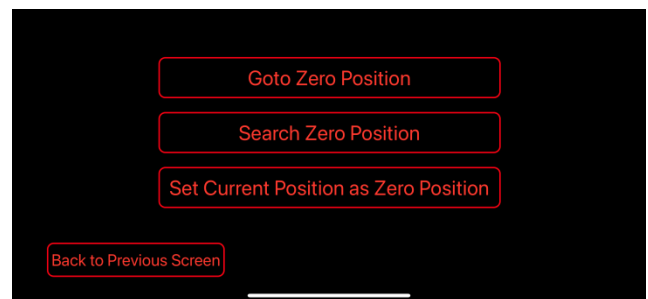 Goto Zero Position
Search Zero Position
Set Current Position as Zero Position
Back to Previous Screen